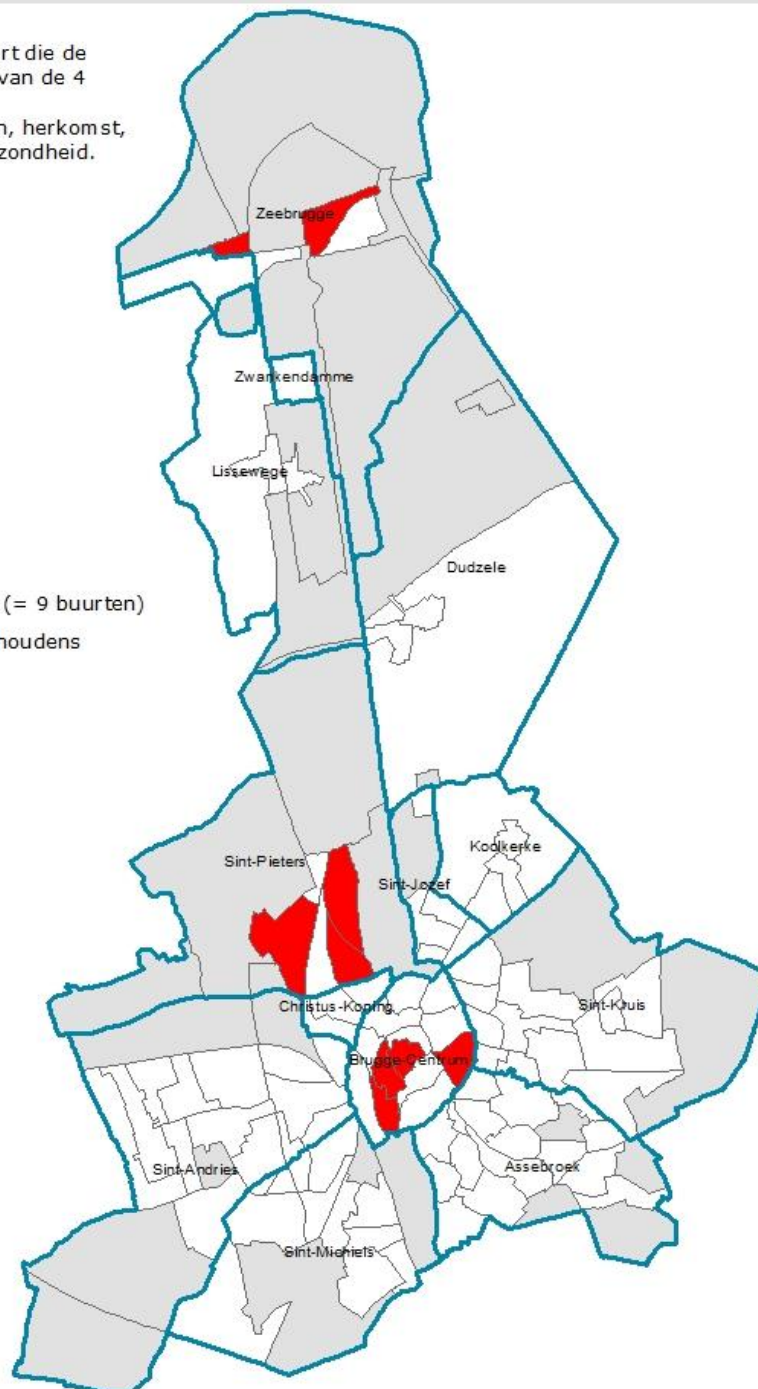 rt die de
van de 4
n, herkomst,
zondheid.
Zeebrugge
Zwankendamme
Lissewege
Dudzele
(= 9 buurten)
houdens
Koolkerke
Sint-Pieters
Sint-Jozef
Sint-Kruis
Christus-Koning
Brugge-Centrum
Assebroek
Sint-Andries
Sint-Michiels